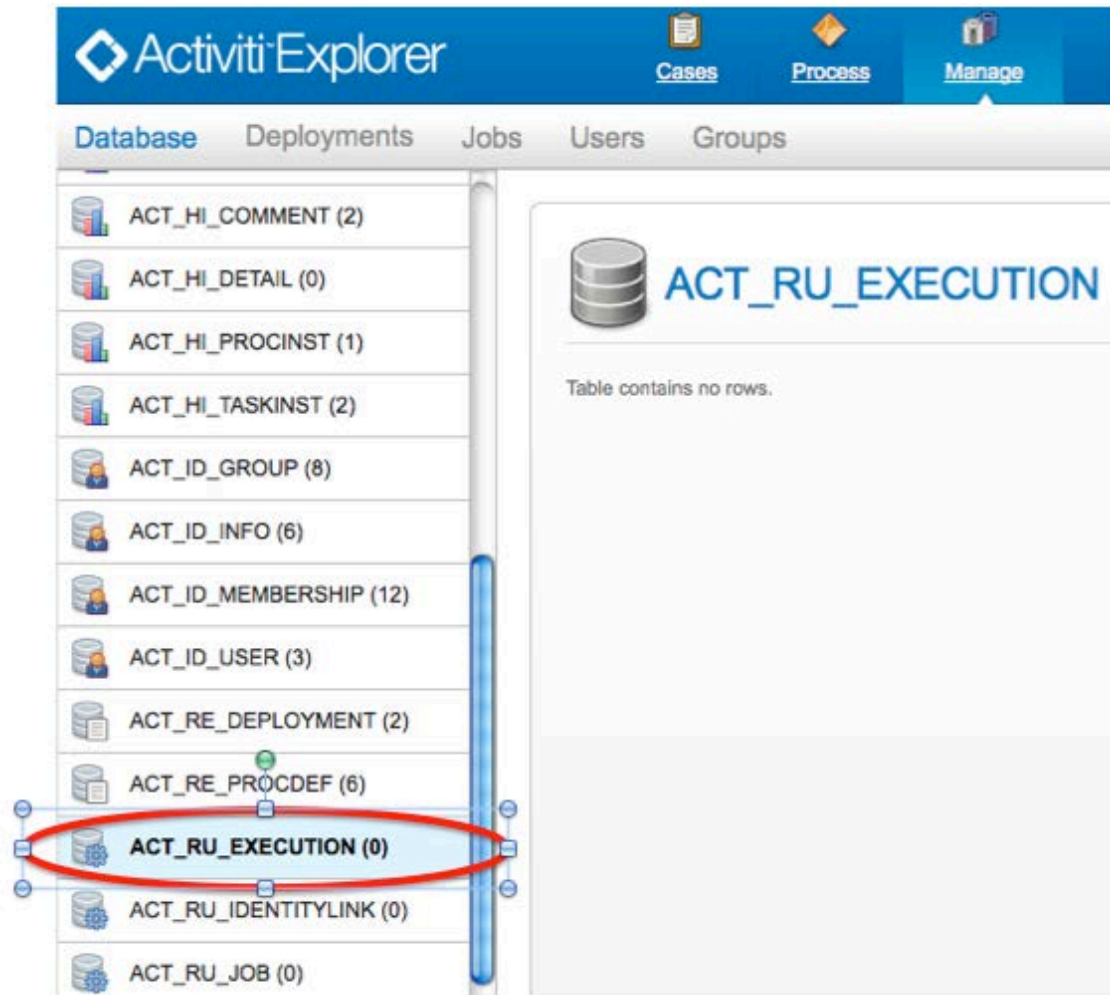 Activiti Explorer
Cases Process Manage
Database Deployments Jobs Users Groups
ACT_HI_COMMENT (2)
ACT_HI_DETAIL (0)
ACT_HI_PROCINST (1)
ACT_HI_TASKINST (2)
ACT_ID_GROUP (8)
ACT_ID_INFO (6)
ACT_ID_MEMBERSHIP (12)
ACT_ID_USER (3)
ACT_RE_DEPLOYMENT (2)
ACT_RE_PROCDEF (6)
ACT_RU_EXECUTION (0)
ACT_RU_IDENTITYLINK (0)
ACT_RU_JOB (0)
ACT_RU_EXECUTION
Table contains no rows.